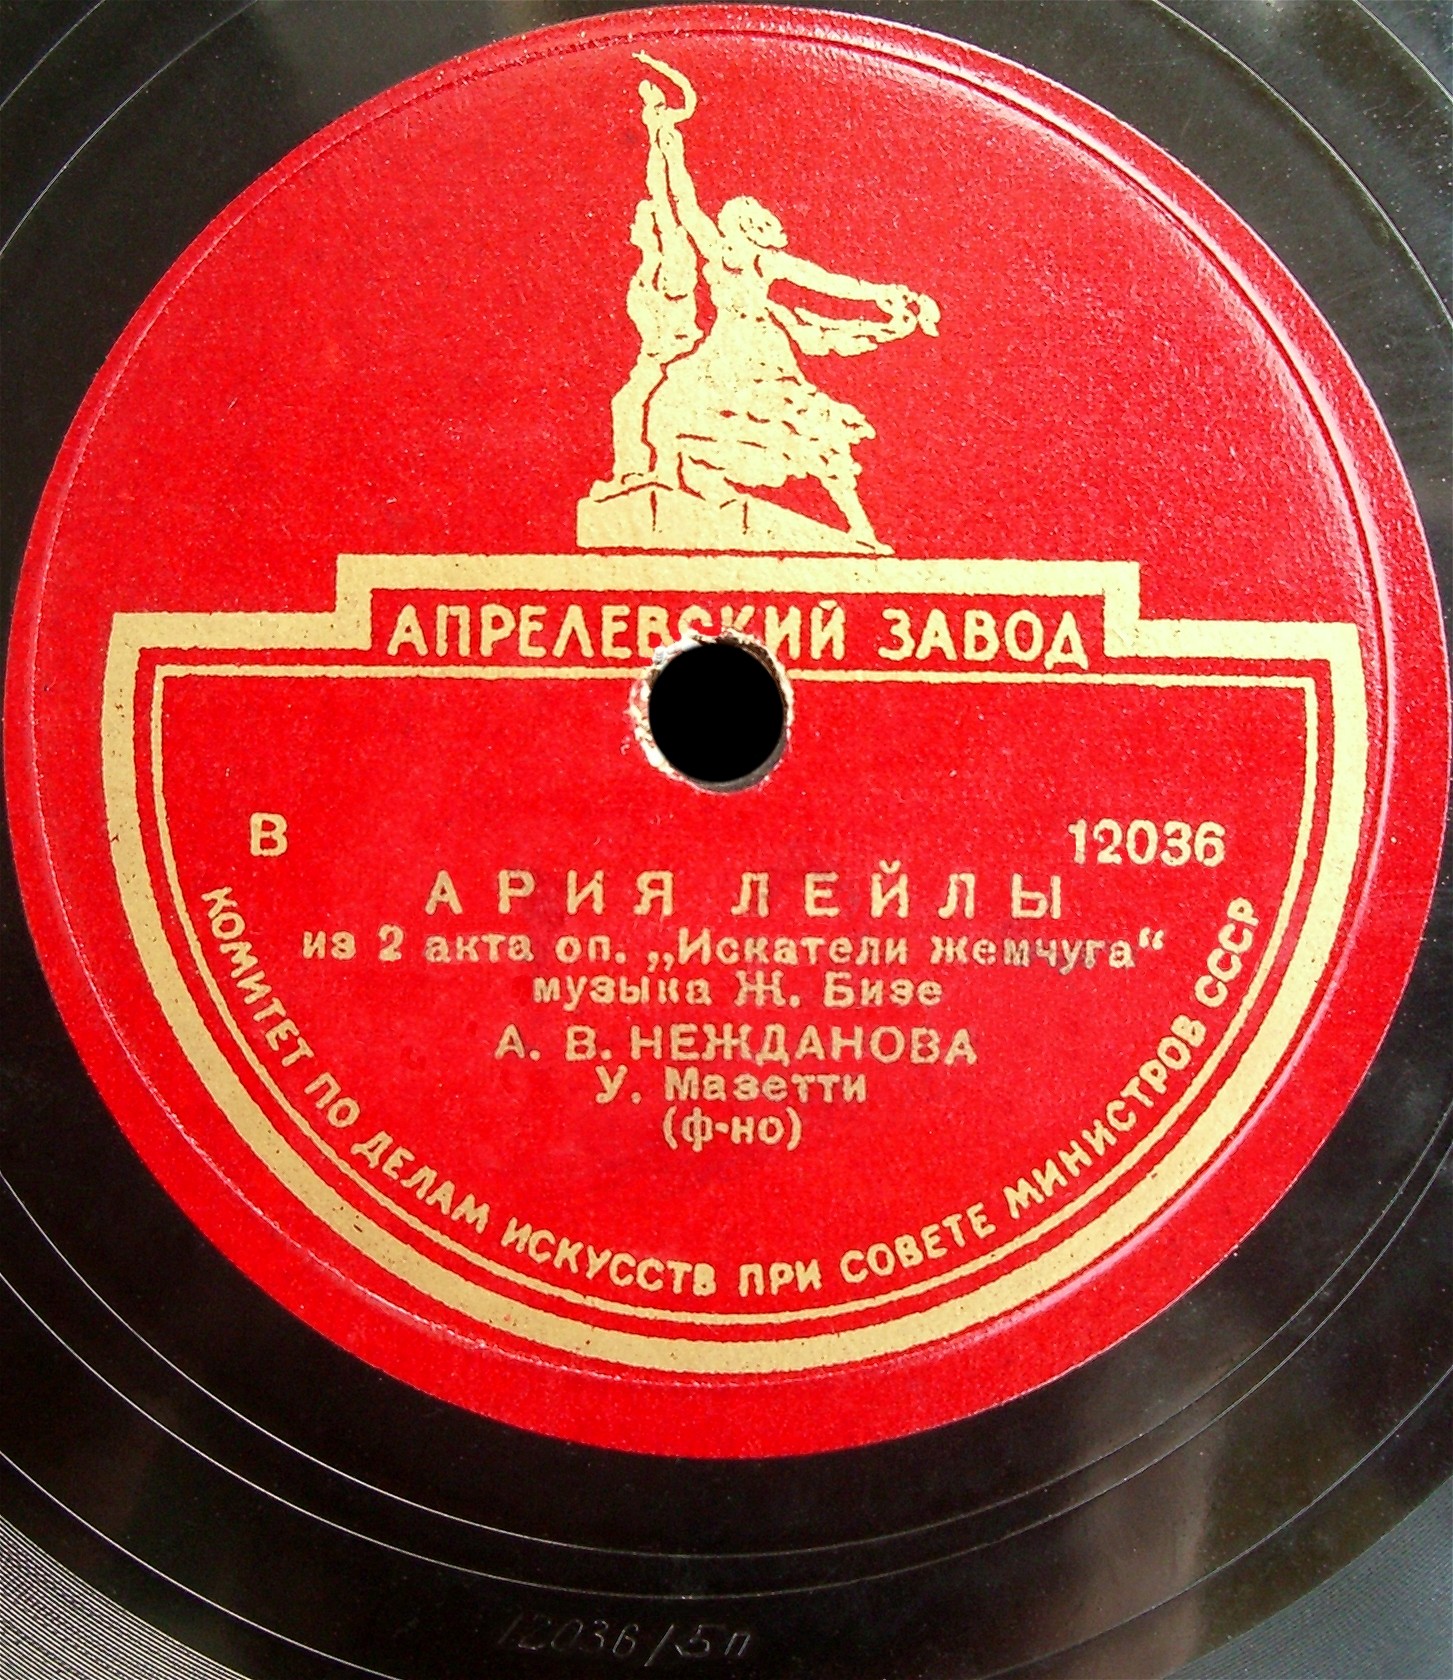 АПРЕЛЕВСКИЙ ЗАВОД
В 12036
АРИЯ ЛЕЙЛЫ
из 2 акта оп. „Искатели жемчуга“
музыка Ж. Бизе
А. В. НЕЖДАНОВА
У. Мазетти
(ф-но)
КОМИТЕТ ПО ДЕЛАМ ИСКУССТВ ПРИ СОВЕТЕ МИНИСТРОВ СССР
12036/5п